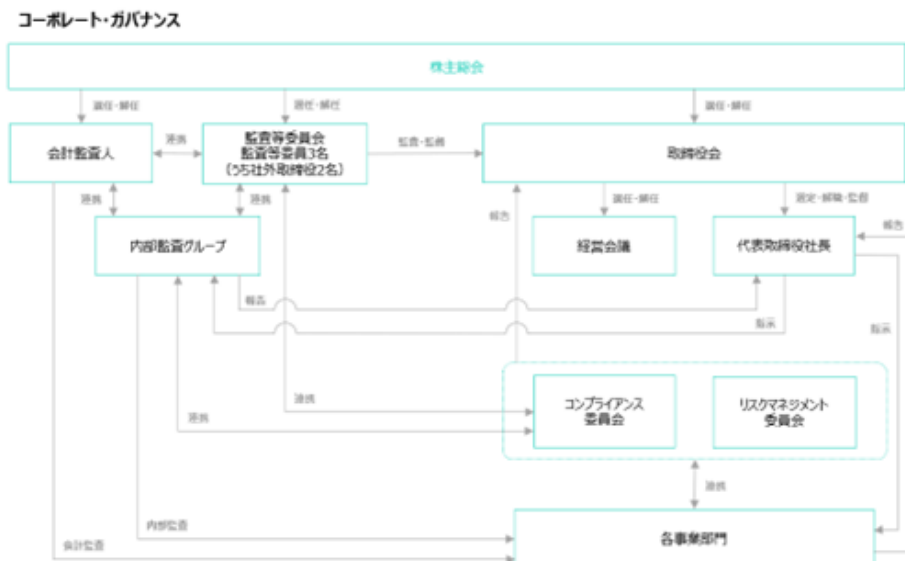 コーポレート・ガバナンス
株主総会
選任・解任
選任・解任
選任・解任
会計監査人
連携
監査等委員会
監査等委員3名
(うち社外取締役2名)
監査・監督
取締役会
連携
連携
報告
選任・解任
選定・解職・監督
内部監査グループ
経営会議
代表取締役社長
報告
報告
指示
指示
連携
連携
コンプライアンス
委員会
リスクマネジメント
委員会
連携
内部監査
会計監査
各事業部門